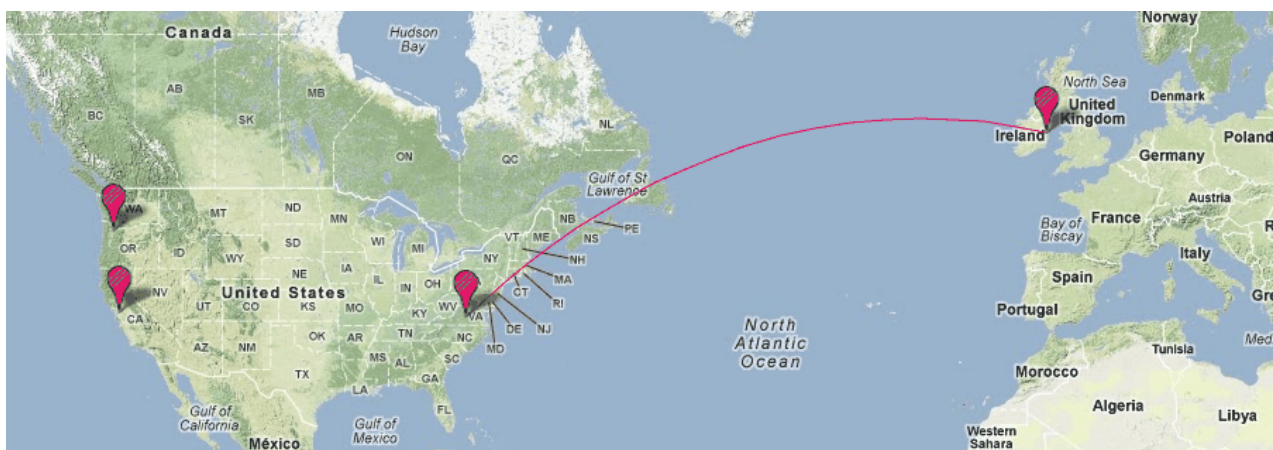 Canada
Hudson
Bay
Norway
North Sea
AB
MB
BC
SK
NL
Denmark
United
Kingdom
Ireland
ON
QC
Poland
Germany
Gulf of St
Lawrence
WA
MT
ND
MN
NB
PE
NS
Austria
France
Bay of
Biscay
OR
ID
SD
WI
MI
VT
ME
NH
WY
NY
MA
Italy
Spain
NE
IA
IL
IN
OH
CT
RI
NV
UT
CO
United States
KS
MO
WV
VA
KY
Portugal
Gre
CA
DE
NJ
North
Atlantic
Ocean
OK
AR
TN
NC
MD
AZ
NM
MS
AL
SC
Tunisia
Med
TX
GA
Morocco
LA
FL
Gulf of
California
Gulf of
Mexico
Algeria
Libya
México
Western
Sahara